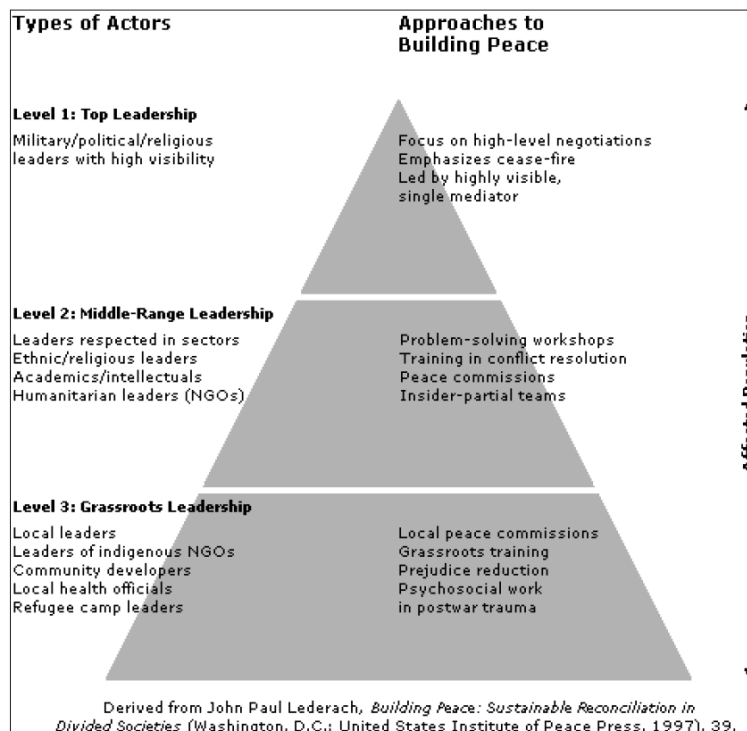 Types of Actors
Approaches to
Building Peace
Level 1: Top Leadership
Military/political/religious
leaders with high visibility
Focus on high-level negotiations
Emphasizes cease-fire
Led by highly visible,
single mediator
Level 2: Middle-Range Leadership
Leaders respected in sectors
Ethnic/religious leaders
Academics/intellectuals
Humanitarian leaders (NGOs)
Problem-solving workshops
Training in conflict resolution
Peace commissions
Insider-partial teams
Level 3: Grassroots Leadership
Local leaders
Leaders of indigenous NGOs
Community developers
Local health officials
Refugee camp leaders
Local peace commissions
Grassroots training
Prejudice reduction
Psychosocial work
in postwar trauma
Affected Population
Derived from John Paul Lederach, Building Peace: Sustainable Reconciliation in
Divided Societies (Washington, D.C.: United States Institute of Peace Press, 1997), 39.